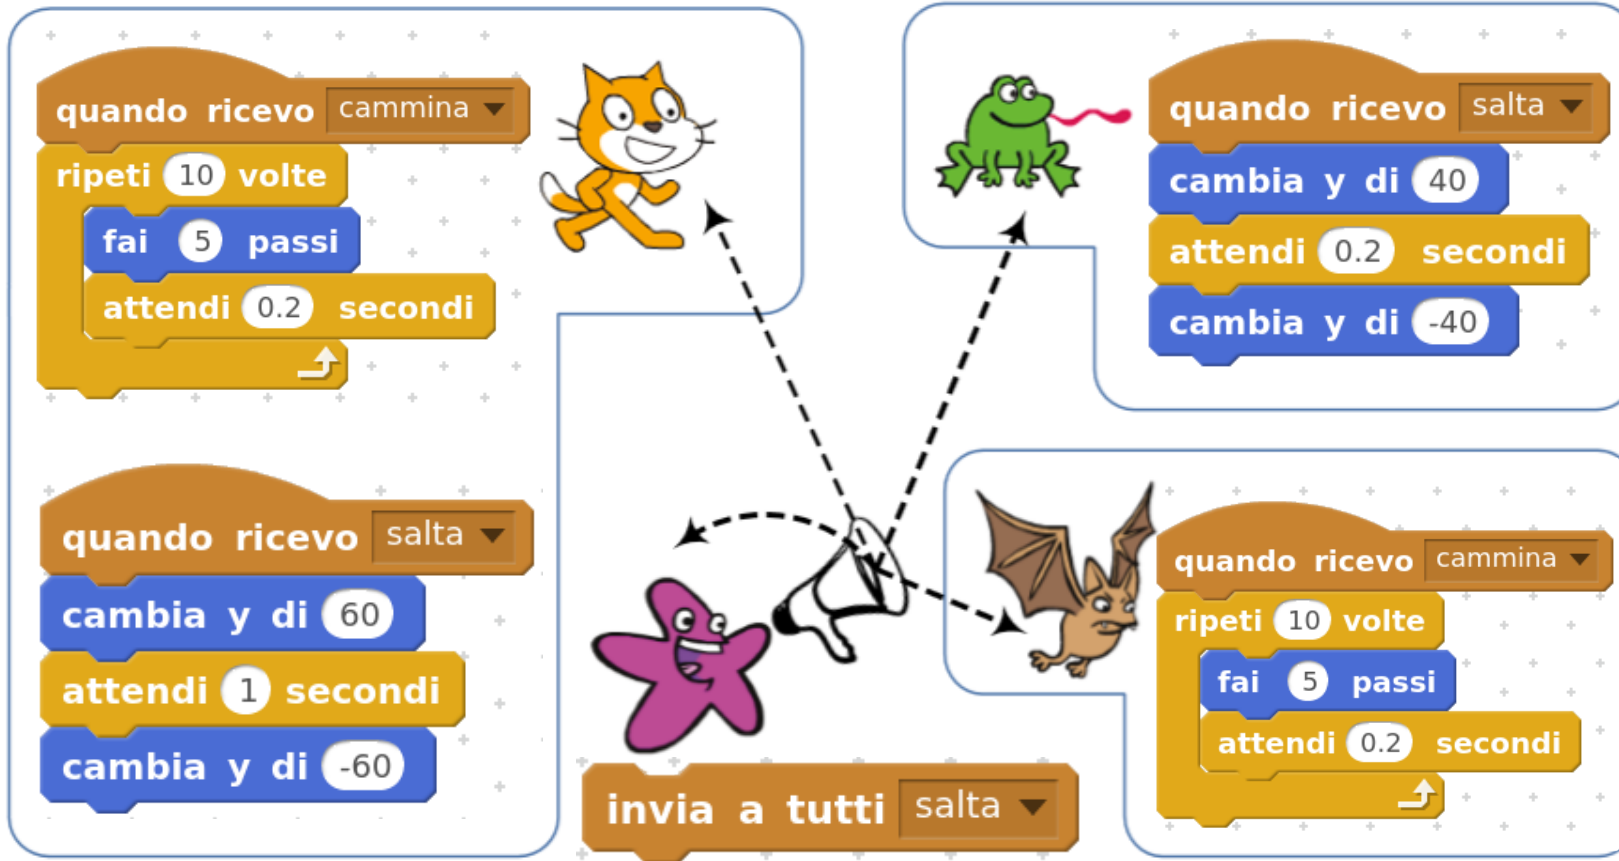 quando ricevo cammina
ripeti 10 volte
fai 5 passi
attendi 0.2 secondi
quando ricevo salta
cambia y di 60
attendi 1 secondi
cambia y di -60
quando ricevo salta
cambia y di 40
attendi 0.2 secondi
cambia y di -40
quando ricevo cammina
ripeti 10 volte
fai 5 passi
attendi 0.2 secondi
invia a tutti salta